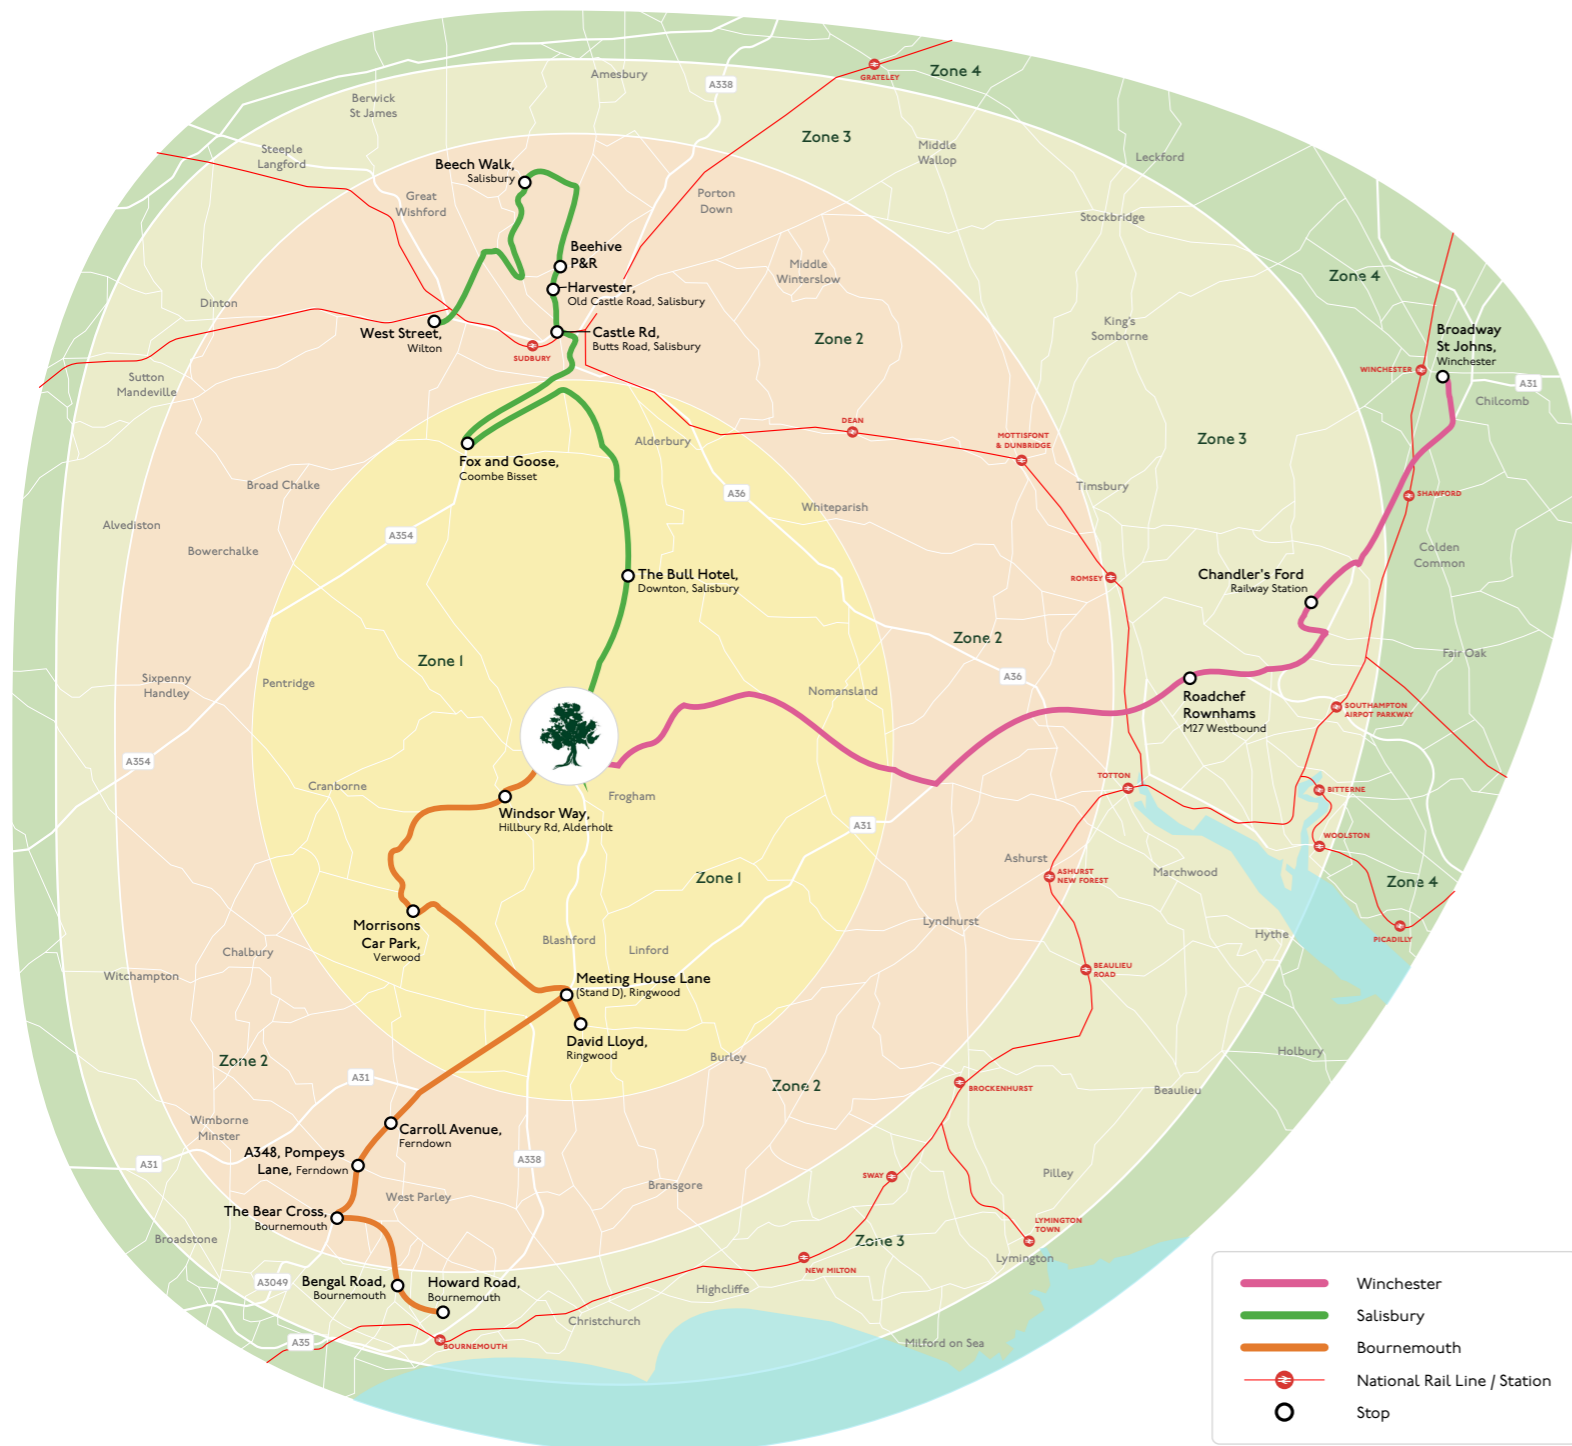 GRATELEY
Zone 4
Amesbury
A338
Berwick
St James
Zone 3
Middle
Wallop
Steeple
Langford
Leckford
Beech Walk,
Salisbury
Great
Wishford
Porton
Down
Stockbridge
Beehive
P&R
Middle
Winterslow
Zone 4
Harvester,
Old Castle Road, Salisbury
Dinton
West Street,
Wilton
SUDBURY
Castle Rd,
Butts Road, Salisbury
Zone 2
King's
Somborne
Broadway
St Johns,
Winchester
WINCHESTER
A31
Chilcomb
Sutton
Mandeville
DEAN
MOTTISFONT
& DUNBRIDGE
Zone 3
Alderbury
Fox and Goose,
Coombe Bisset
Broad Chalke
A36
Timsbury
SHAWFORD
Whiteparish
Alvediston
A354
Bowerchalke
Colden
Common
The Bull Hotel,
Downton, Salisbury
ROMSEY
Chandler's Ford
Railway Station
Zone 2
Zone 1
Fair Oak
Sixpenny
Handley
Pentridge
A36
Nomansland
Roadchef
Rownhams
M27 Westbound
SOUTHAMPTON
AIRPOT PARKWAY
A354
Cranborne
TOTTON
Frogham
BITTERNE
Windsor Way,
Hillbury Rd, Alderholt
A31
WOOLSTON
Ashurst
ASHURST
NEW FOREST
Marchwood
Zone 1
Zone 4
Morrisons
Car Park,
Verwood
Lyndhurst
Hythe
PICADILLY
Blashford
Linford
Chalbury
Witchampton
BEAULIEU
ROAD
Meeting House Lane
(Stand D), Ringwood
David Lloyd,
Ringwood
Burley
Holbury
Zone 2
A31
Zone 2
BROCKENHURST
Beaulieu
Wimborne
Minster
Carroll Avenue,
Ferndown
A31
A348, Pompeys
Lane, Ferndown
A338
SWAY
Pilley
Bransgore
West Parley
The Bear Cross,
Bournemouth
LYMINGTON
TOWN
Broadstone
Zone 3
Lymington
NEW MILTON
A3049
Bengal Road,
Bournemouth
Howard Road,
Bournemouth
Highcliffe
Christchurch
A35
BOURNEMOUTH
Milford on Sea
Winchester
Salisbury
Bournemouth
National Rail Line / Station
Stop